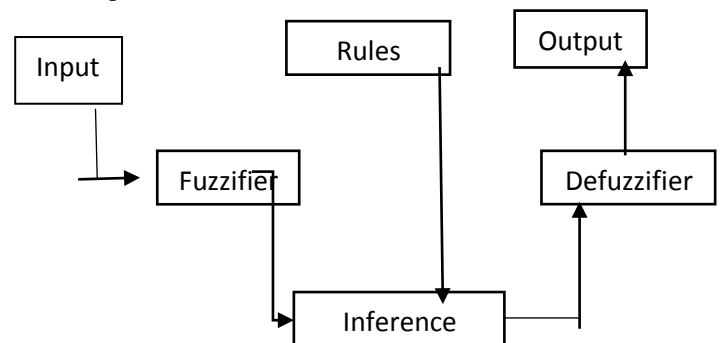 Input
Rules
Output
Fuzzifier
Defuzzifier
Inference